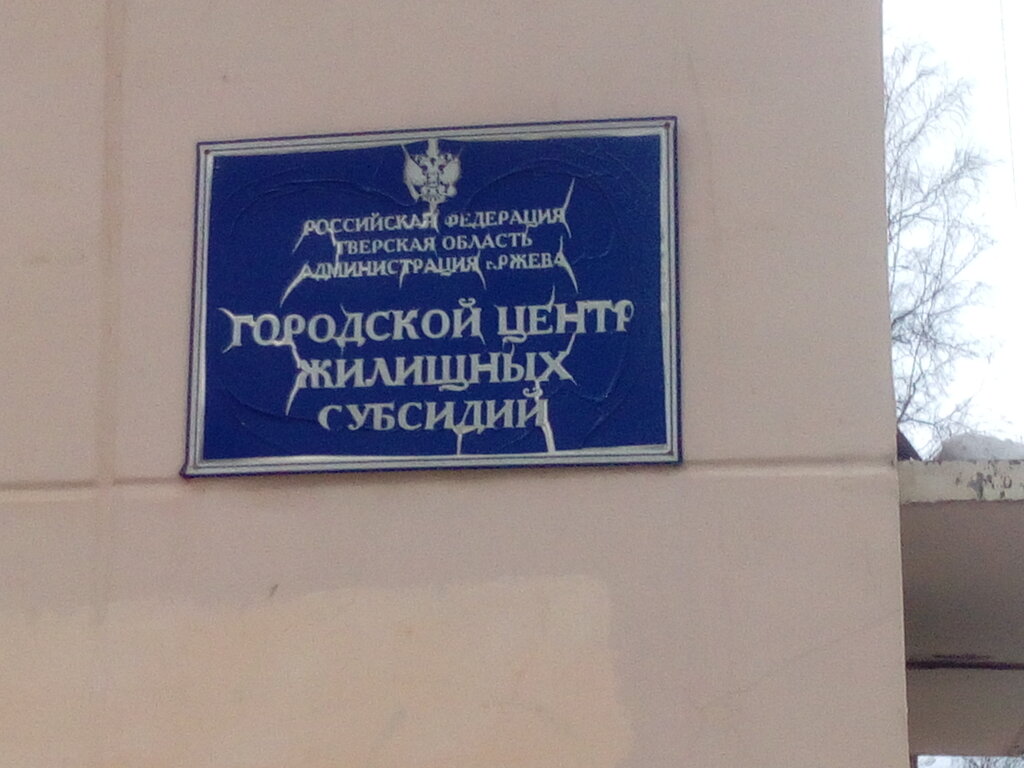 РОССИЙСКАЯ ФЕДЕРАЦИЯ
ТВЕРСКАЯ ОБЛАСТЬ
АДМИНИСТРАЦИЯ г.РЖЕВА
ГОРОДСКОЙ ЦЕНТР
ЖИЛИЩНЫХ
СУБСИДИЙ